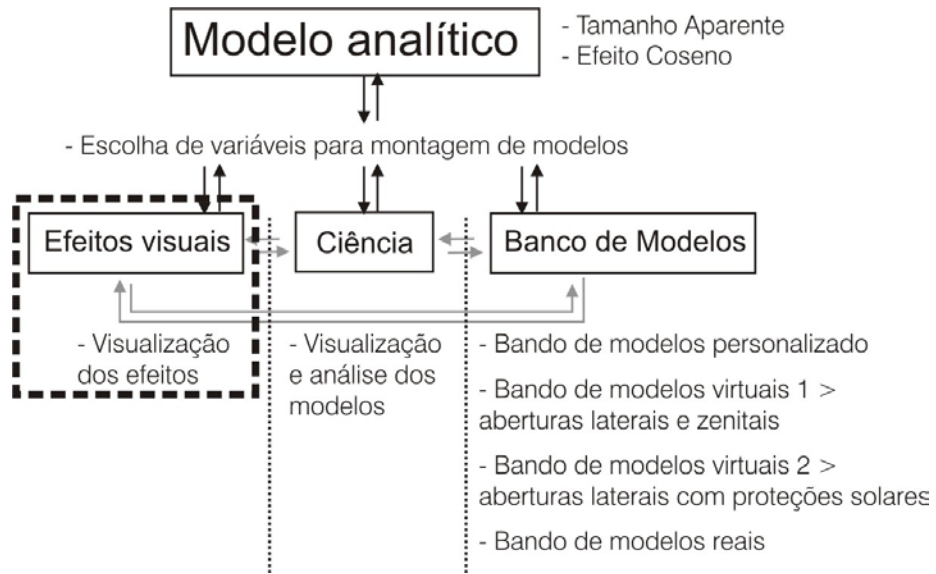 Modelo analítico
- Tamanho Aparente
- Efeito Coseno
- Escolha de variáveis para montagem de modelos
Efeitos visuais
Ciência
Banco de Modelos
- Visualização
dos efeitos
- Visualização
e análise dos
modelos
- Bando de modelos personalizado
- Bando de modelos virtuais 1 >
aberturas laterais e zenitais
- Bando de modelos virtuais 2 >
aberturas laterais com proteções solares
- Bando de modelos reais